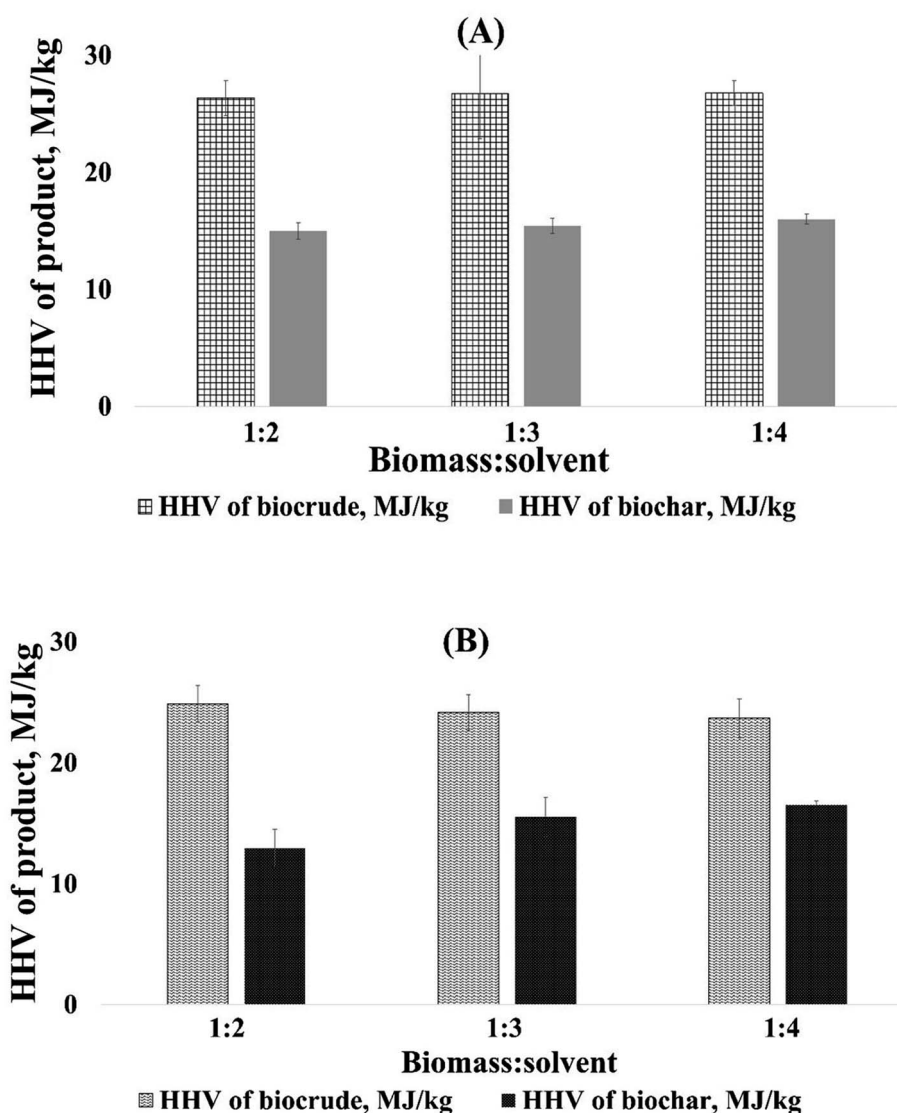 (A)
HHV of product, MJ/kg
30
20
10
0
1:2 1:3 1:4
Biomass:solvent
HHV of biocrude, MJ/kg HHV of biochar, MJ/kg
(B)
HHV of product, MJ/kg
30
20
10
0
1:2 1:3 1:4
Biomass:solvent
HHV of biocrude, MJ/kg HHV of biochar, MJ/kg